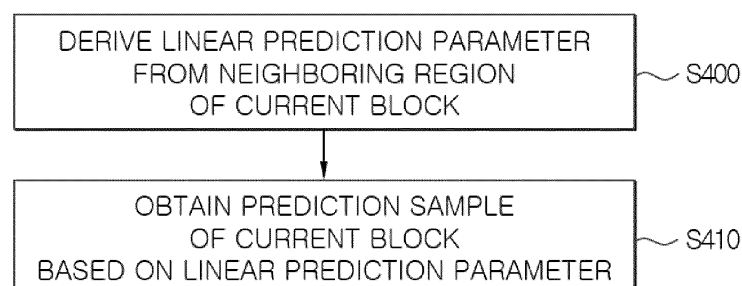 DERIVE LINEAR PREDICTION PARAMETER
FROM NEIGHBORING REGION
OF CURRENT BLOCK
S400
OBTAIN PREDICTION SAMPLE
OF CURRENT BLOCK
BASED ON LINEAR PREDICTION PARAMETER
S410